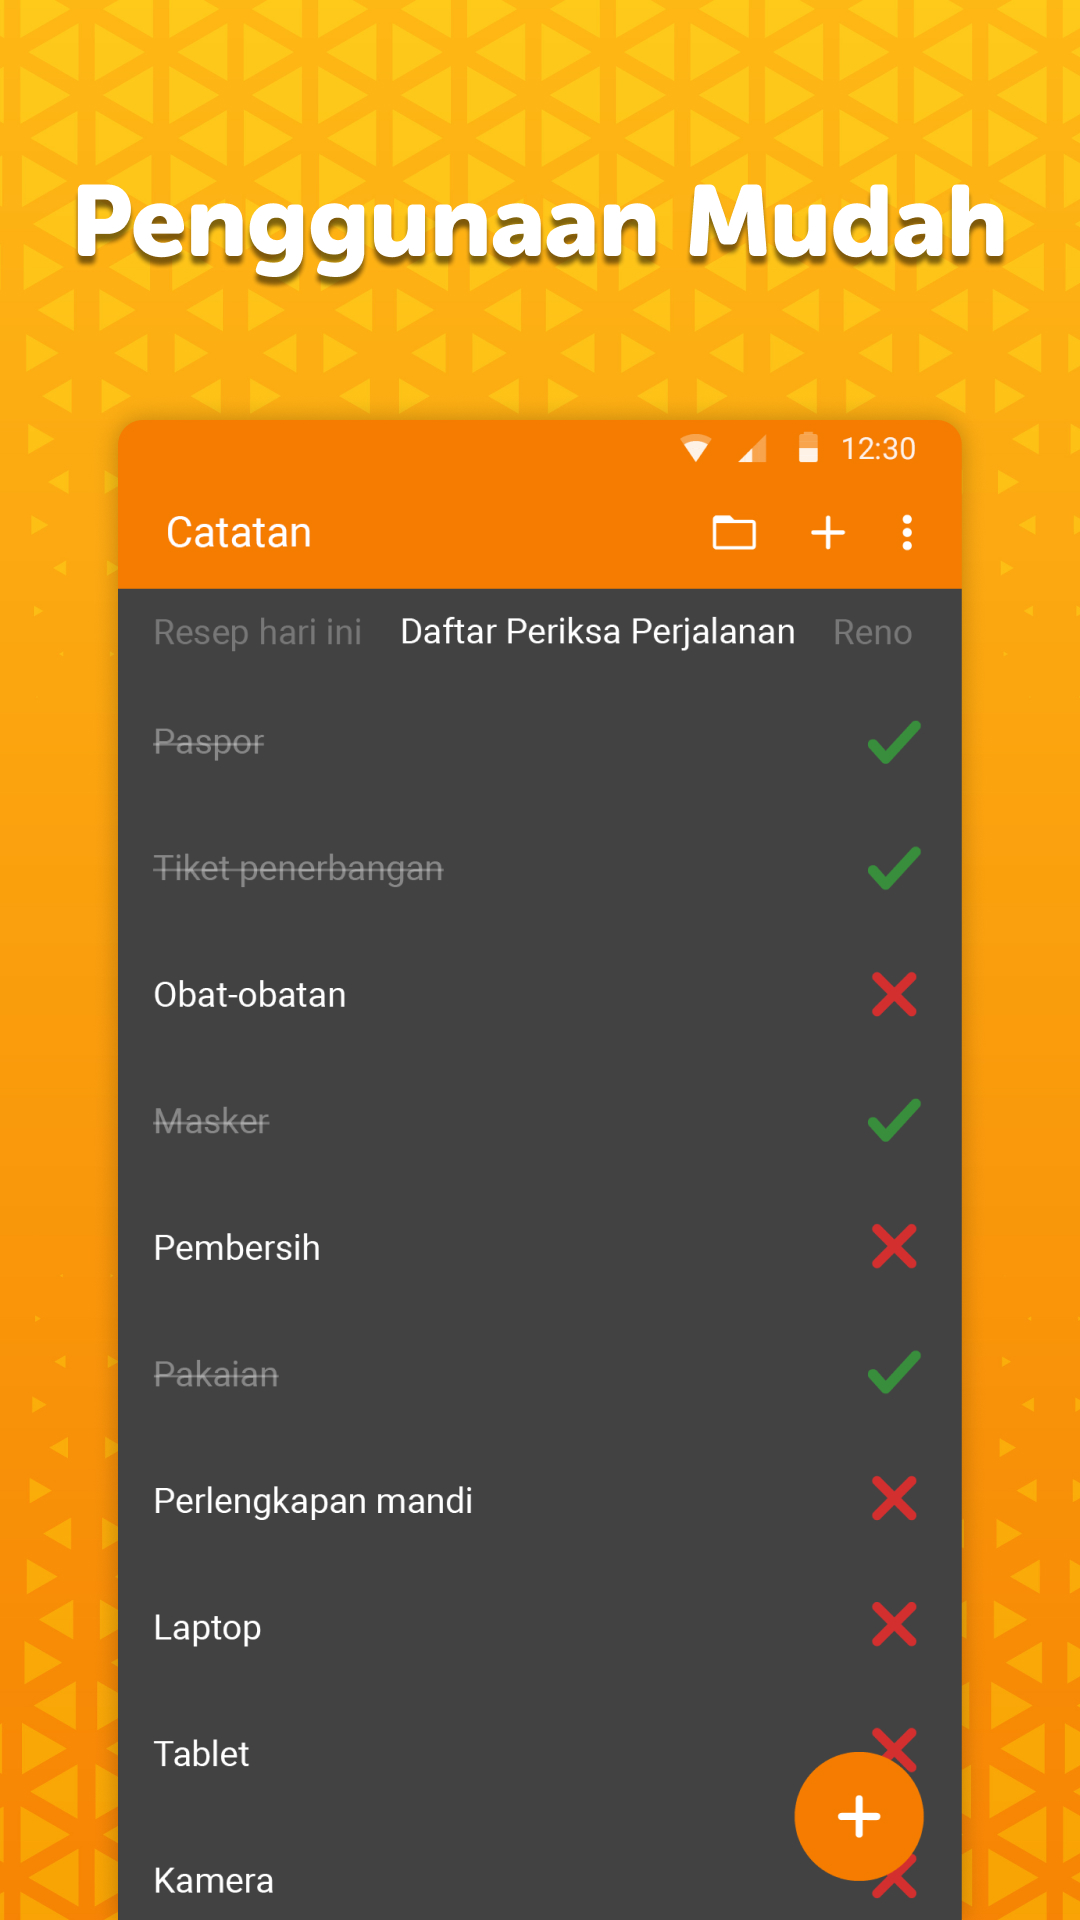 Penggunaan Mudah
12:30
Catatan
Resep hari ini Daftar Periksa Perjalanan Reno
Paspor
Tiket penerbangan
Obat-obatan
Masker
Pembersih
Pakaian
Perlengkapan mandi
Laptop
Tablet
Kamera